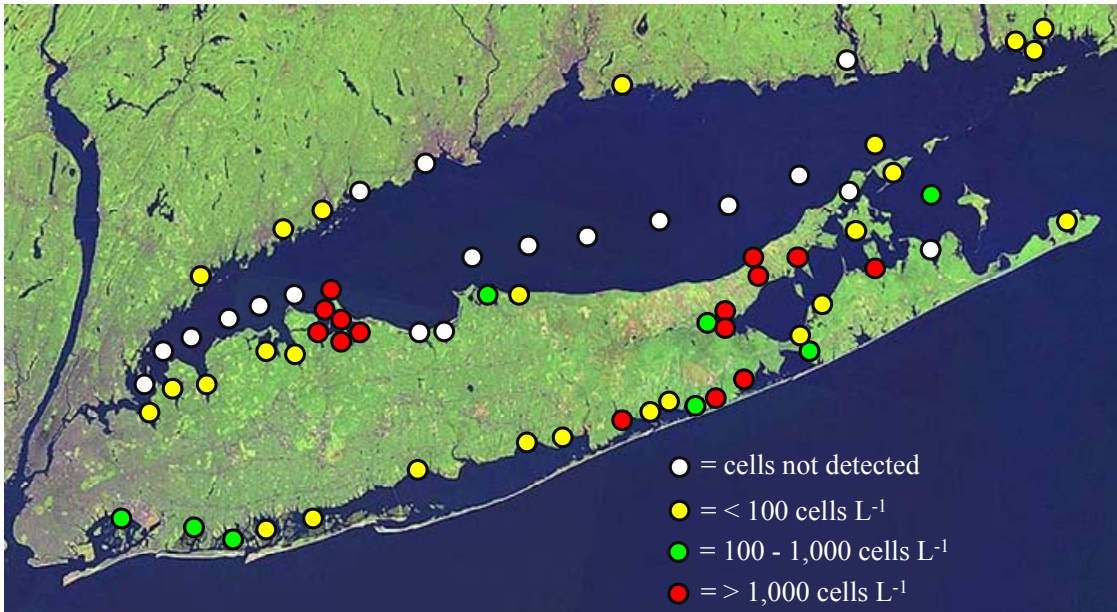 = cells not detected
= < 100 cells L⁻¹
= 100 - 1,000 cells L⁻¹
= > 1,000 cells L⁻¹